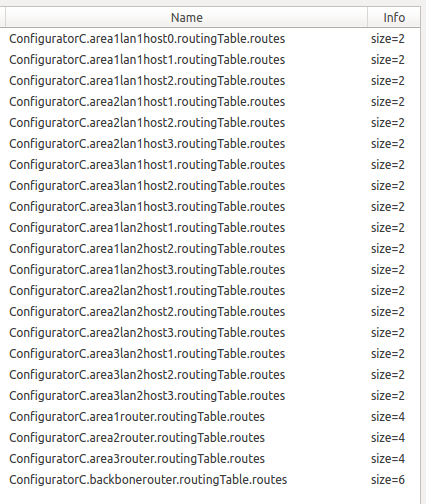 Name Info
ConfiguratorC.area1lan1host0.routingTable.routes size=2
ConfiguratorC.area1lan1host1.routingTable.routes size=2
ConfiguratorC.area1lan1host2.routingTable.routes size=2
ConfiguratorC.area2lan1host1.routingTable.routes size=2
ConfiguratorC.area2lan1host2.routingTable.routes size=2
ConfiguratorC.area2lan1host3.routingTable.routes size=2
ConfiguratorC.area3lan1host1.routingTable.routes size=2
ConfiguratorC.area3lan1host2.routingTable.routes size=2
ConfiguratorC.area3lan1host3.routingTable.routes size=2
ConfiguratorC.area1lan2host1.routingTable.routes size=2
ConfiguratorC.area1lan2host2.routingTable.routes size=2
ConfiguratorC.area1lan2host3.routingTable.routes size=2
ConfiguratorC.area2lan2host1.routingTable.routes size=2
ConfiguratorC.area2lan2host2.routingTable.routes size=2
ConfiguratorC.area2lan2host3.routingTable.routes size=2
ConfiguratorC.area3lan2host1.routingTable.routes size=2
ConfiguratorC.area3lan2host2.routingTable.routes size=2
ConfiguratorC.area3lan2host3.routingTable.routes size=2
ConfiguratorC.area1router.routingTable.routes size=4
ConfiguratorC.area2router.routingTable.routes size=4
ConfiguratorC.area3router.routingTable.routes size=4
ConfiguratorC.backbonerouter.routingTable.routes size=6